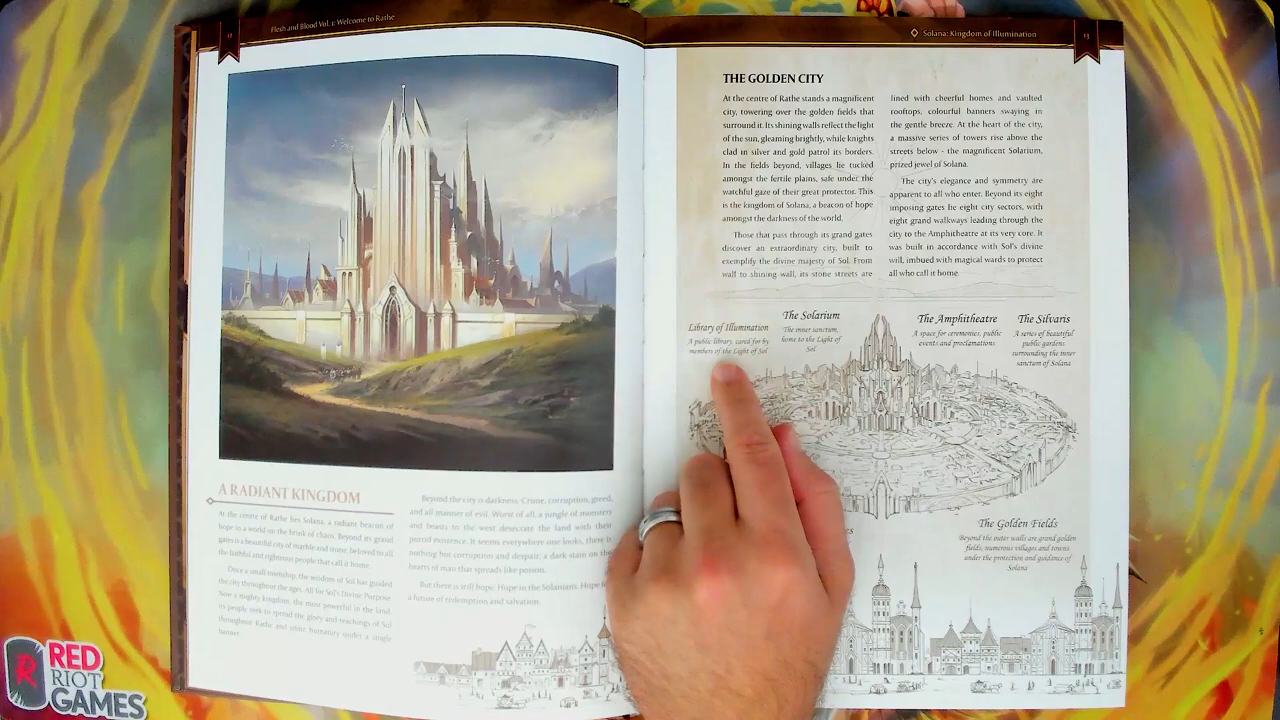 12
Flesh and Blood Vol. 1: Welcome to Rathe
A RADIANT KINGDOM
At the centre of Rathe lies Solana, a radiant beacon of
hope in a world on the brink of chaos. Beyond its grand
gates is a beautiful city of marble and stone, beloved to all
the faithful and righteous people that call it home.
Once a small township, the wisdom of Sol has guided
the city throughout the ages. All for Sol's Divine Purpose.
Now a mighty kingdom, the most powerful in the land,
its people seek to spread the glory and teachings of Sol
throughout Rathe and unite humanity under a single
banner.
Beyond the city is darkness. Crime, corruption, greed,
and all manner of evil. Worst of all, a jungle of monsters
and beasts to the west desecrate the land with their
putrid existence. It seems everywhere one looks, there is
nothing but corruption and despair; a dark stain on the
hearts of man that spreads like poison.
But there is still hope. Hope in the Solanians. Hope
a future of redemption and salvation.
Solana: Kingdom of Illumination
13
THE GOLDEN CITY
At the centre of Rathe stands a magnificent
city, towering over the golden fields that
surround it. Its shining walls reflect the light
of the sun, gleaming brightly, while knights
clad in silver and gold patrol its borders.
In the fields beyond, villages lie tucked
amongst the fertile plains, safe under the
watchful gaze of their great protector. This
is the kingdom of Solana, a beacon of hope
amongst the darkness of the world.
Those that pass through its grand gates
discover an extraordinary city, built to
exemplify the divine majesty of Sol. From
wall to shining wall, its stone streets are
lined with cheerful homes and vaulted
rooftops, colourful banners swaying in
the gentle breeze. At the heart of the city,
a massive series of towers rise above the
streets below - the magnificent Solarium,
prized jewel of Solana.
The city's elegance and symmetry are
apparent to all who enter. Beyond its eight
imposing gates lie eight city sectors, with
eight grand walkways leading through the
city to the Amphitheatre at its very core. It
was built in accordance with Sol's divine
will, imbued with magical wards to protect
all who call it home.
Library of Illumination
A public library, cared for by
members of the Light of Sol
The Solarium
The inner sanctum,
home to the Light of
Sol
The Amphitheatre
A space for ceremonies, public
events and proclamations
The Silvaris
A series of beautiful
public gardens
surrounding the inner
sanctum of Solana
The Golden Fields
Beyond the outer walls are grand golden
fields, numerous villages and towns
under the protection and guidance of
Solana
RED
RIOT
GAMES